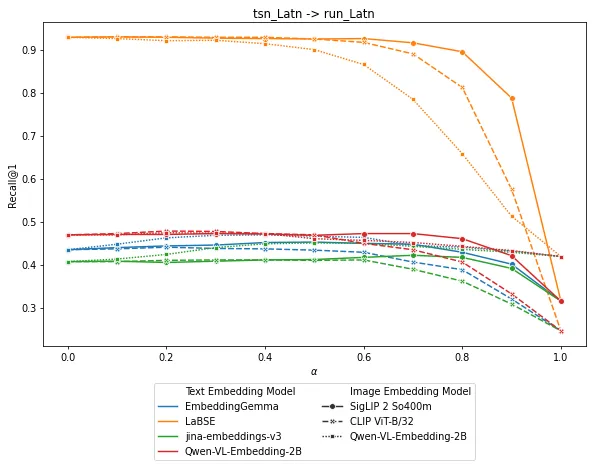 tsn_Latn -> run_Latn
Recall@1
0.9
0.8
0.7
0.6
0.5
0.4
0.3
0.0 0.2 0.4 0.6 0.8 1.0
α
Text Embedding Model Image Embedding Model
EmbeddingGemma SigLIP 2 So400m
LaBSE CLIP ViT-B/32
jina-embeddings-v3 Qwen-VL-Embedding-2B
Qwen-VL-Embedding-2B